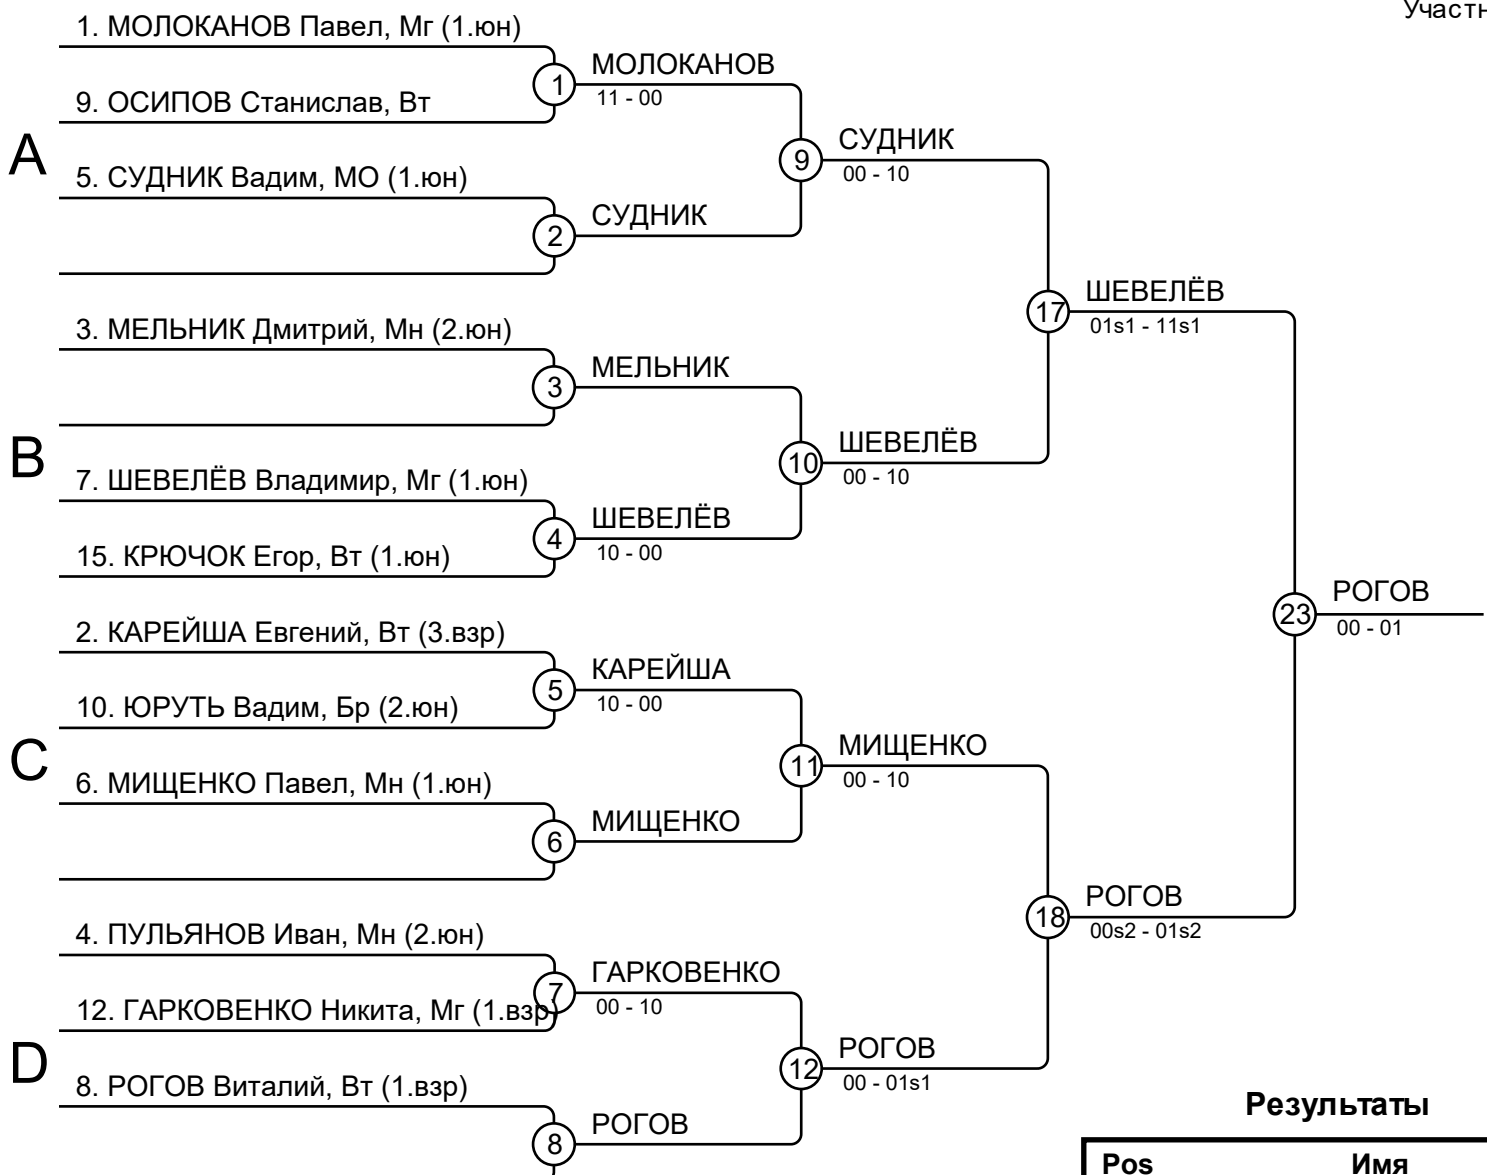 Участн
1. МОЛОКАНОВ Павел, Мг (1.юн)
9. ОСИПОВ Станислав, Вт
1
МОЛОКАНОВ
11 - 00
A
5. СУДНИК Вадим, МО (1.юн)
2
СУДНИК
9
СУДНИК
00 - 10
3. МЕЛЬНИК Дмитрий, Мн (2.юн)
3
МЕЛЬНИК
B
7. ШЕВЕЛЁВ Владимир, Мг (1.юн)
15. КРЮЧОК Егор, Вт (1.юн)
4
ШЕВЕЛЁВ
10 - 00
10
ШЕВЕЛЁВ
00 - 10
17
ШЕВЕЛЁВ
01s1 - 11s1
2. КАРЕЙША Евгений, Вт (3.взр)
10. ЮРУТЬ Вадим, Бр (2.юн)
5
КАРЕЙША
10 - 00
C
6. МИЩЕНКО Павел, Мн (1.юн)
6
МИЩЕНКО
11
МИЩЕНКО
00 - 10
4. ПУЛЬЯНОВ Иван, Мн (2.юн)
12. ГАРКОВЕНКО Никита, Мг (1.взр)
7
ГАРКОВЕНКО
00 - 10
D
8. РОГОВ Виталий, Вт (1.взр)
8
РОГОВ
12
РОГОВ
00 - 01s1
18
РОГОВ
00s2 - 01s2
23
РОГОВ
00 - 01
Результаты
Pos Имя